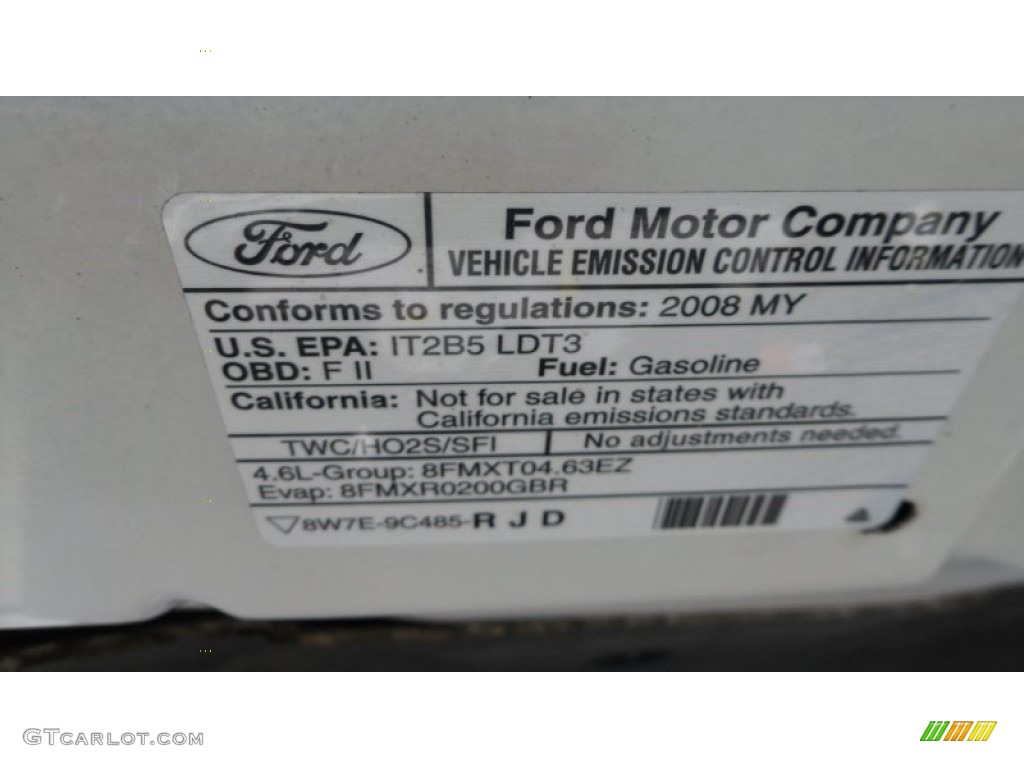 Ford
Ford Motor Company
VEHICLE EMISSION CONTROL INFORMATION
Conforms to regulations: 2008 MY
U.S. EPA: IT2B5 LDT3
OBD: F II Fuel: Gasoline
California: Not for sale in states with
California emissions standards.
TWC/HO2S/SFI No adjustments needed.
4.6L-Group: 8FMXT04.63EZ
Evap: 8FMXR0200GBR
8W7E-9C485-R J D
GTCARLOT.COM